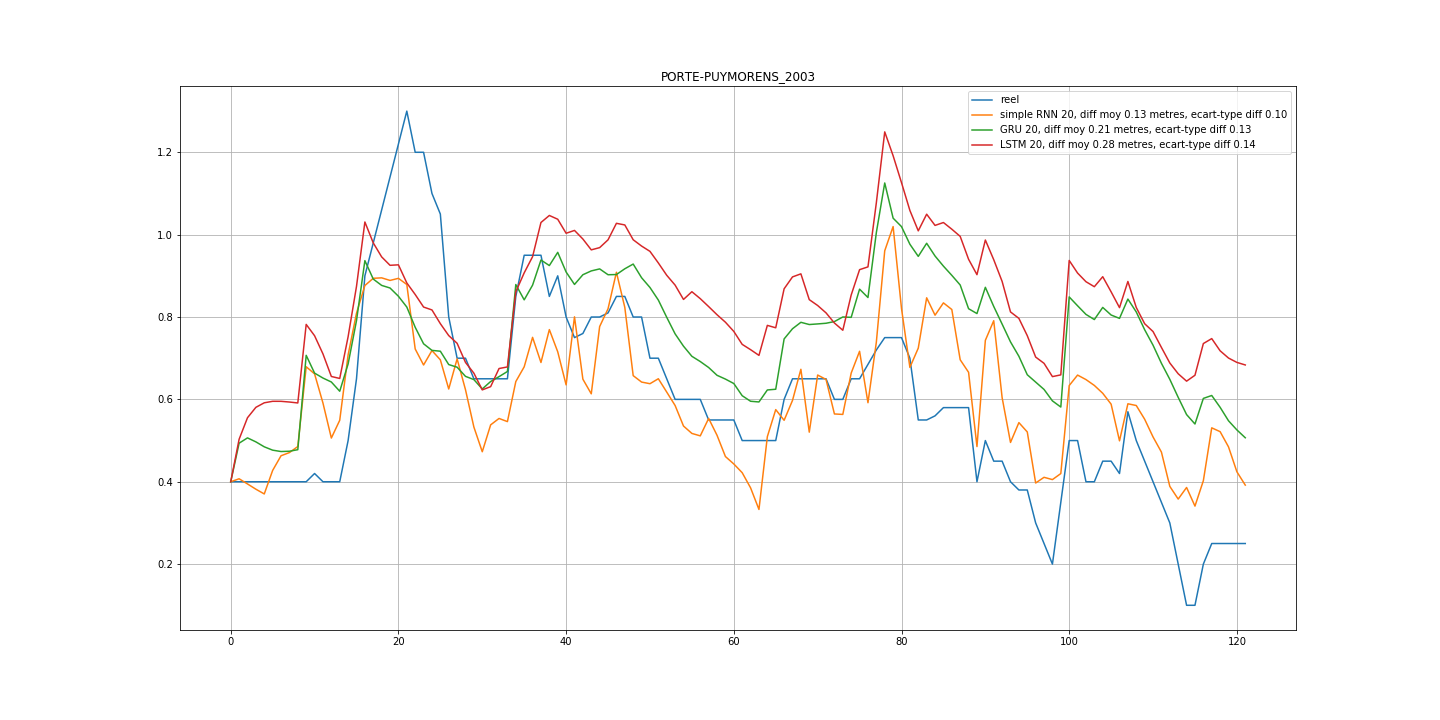 PORTE-PUYMORENS_2003
reel
simple RNN 20, diff moy 0.13 metres, ecart-type diff 0.10
GRU 20, diff moy 0.21 metres, ecart-type diff 0.13
LSTM 20, diff moy 0.28 metres, ecart-type diff 0.14
1.2
1.0
0.8
0.6
0.4
0.2
0 20 40 60 80 100 120